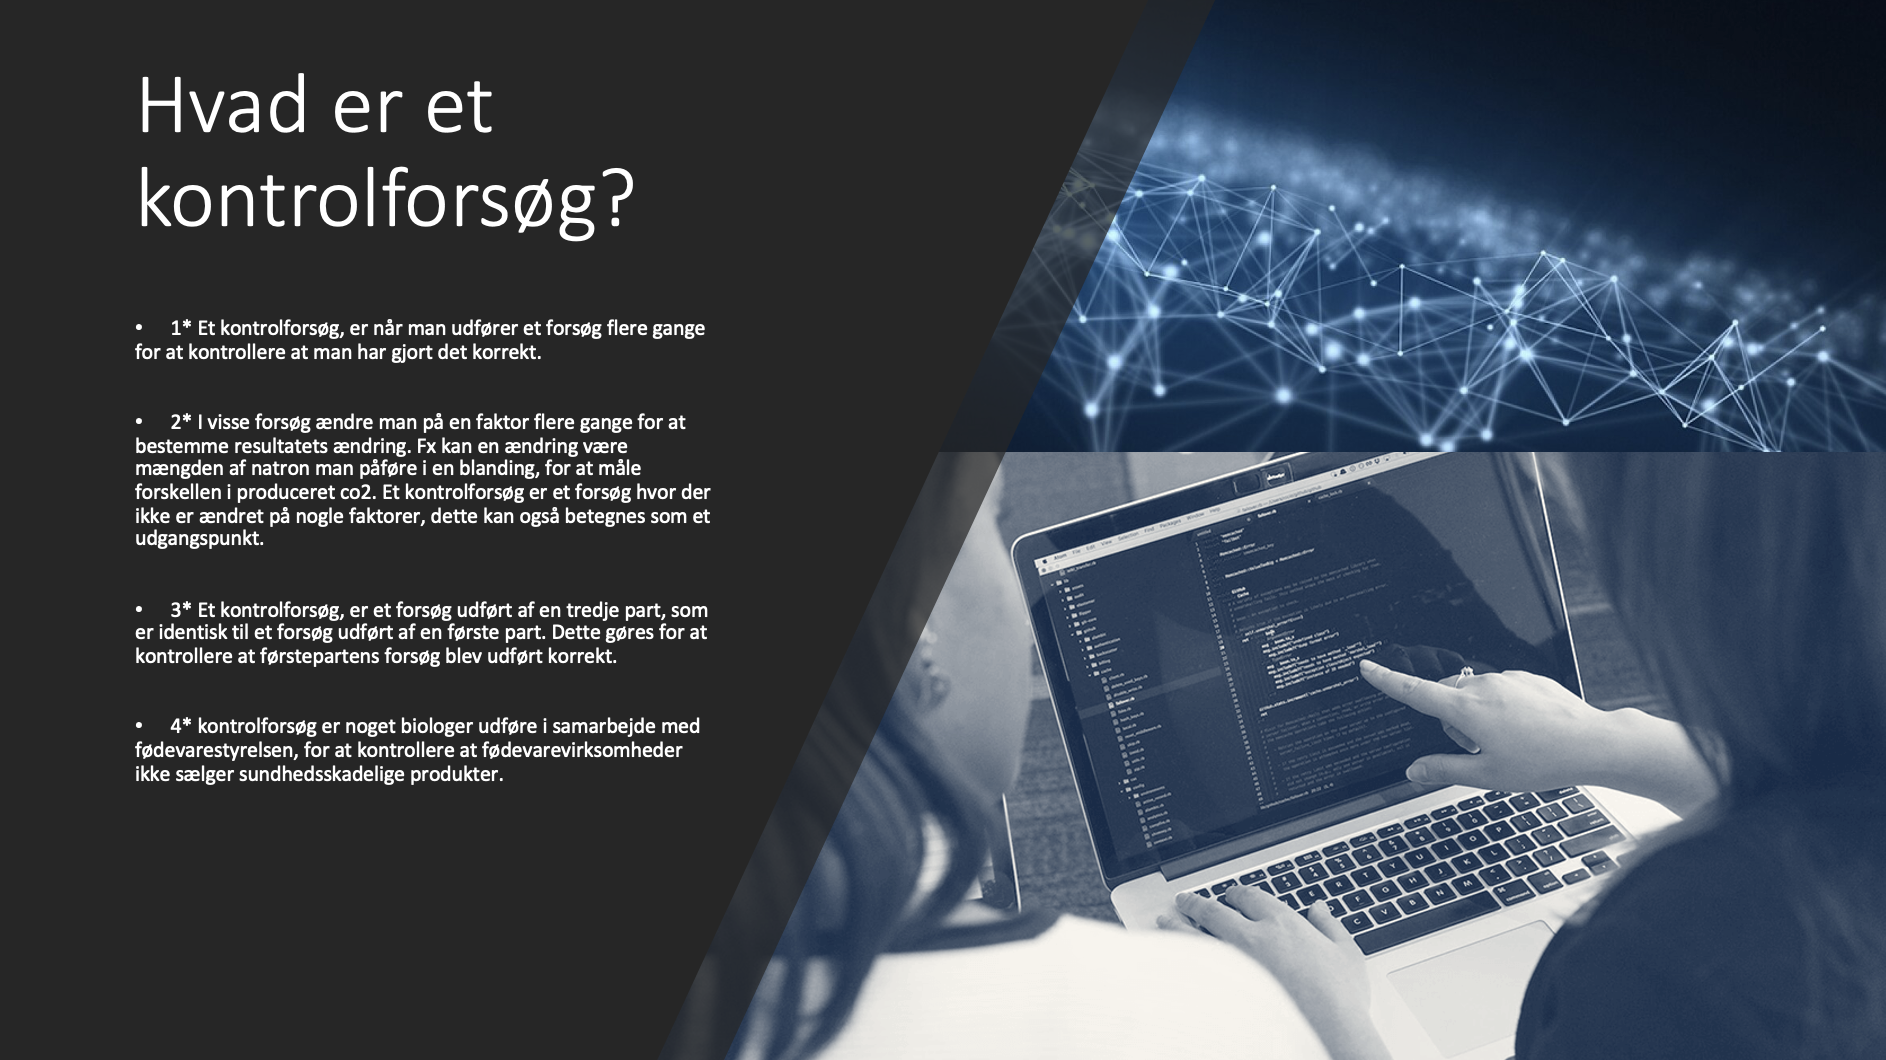 Hvad er et
kontrolforsøg?
• 1* Et kontrolforsøg, er når man udfører et forsøg flere gange
for at kontrollere at man har gjort det korrekt.
• 2* I visse forsøg ændre man på en faktor flere gange for at
bestemme resultatets ændring. Fx kan en ændring være
mængden af natron man påføre i en blanding, for at måle
forskellen i produceret co2. Et kontrolforsøg er et forsøg hvor der
ikke er ændret på nogle faktorer, dette kan også betegnes som et
udgangspunkt.
• 3* Et kontrolforsøg, er et forsøg udført af en tredje part, som
er identisk til et forsøg udført af en første part. Dette gøres for at
kontrollere at førstepartens forsøg blev udført korrekt.
• 4* kontrolforsøg er noget biologer udføre i samarbejde med
fødevarestyrelsen, for at kontrollere at fødevarevirksomheder
ikke sælger sundhedsskadelige produkter.